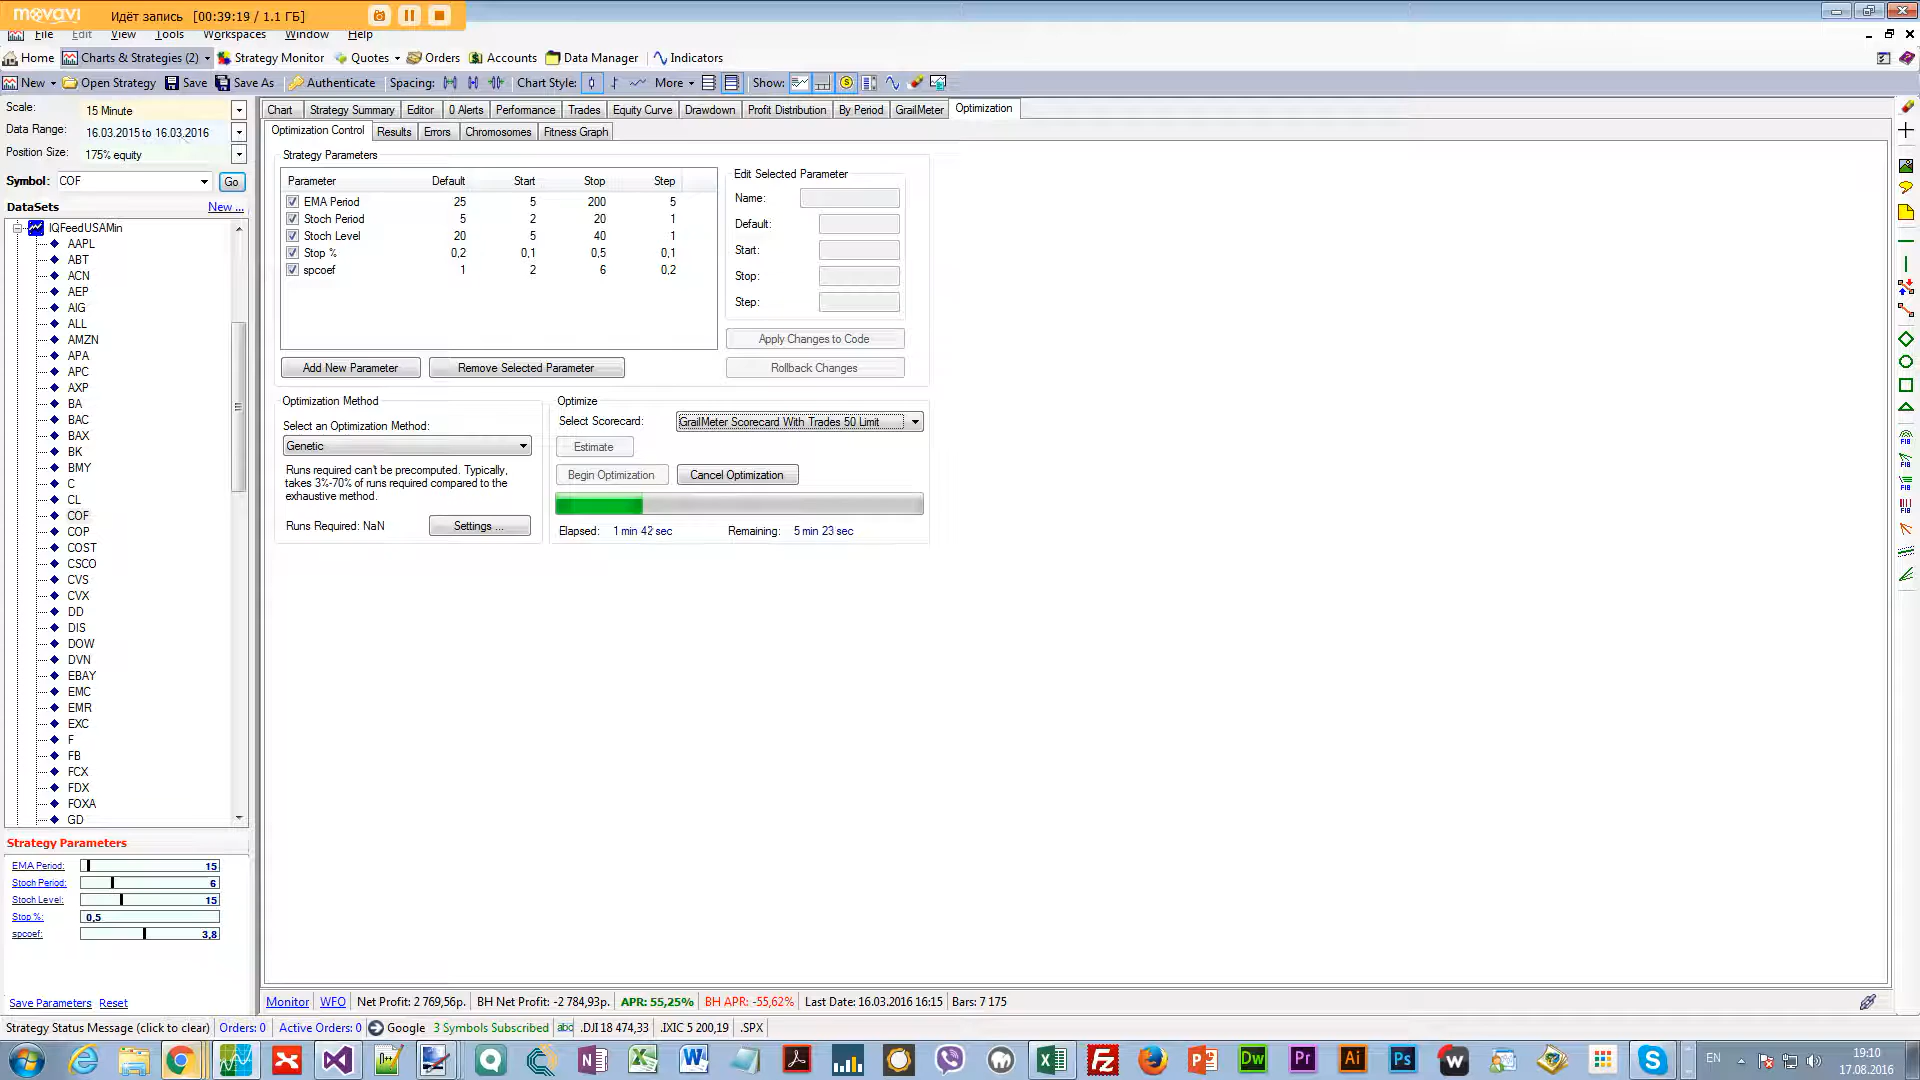 movavi Идёт запись [00:39:19 / 1.1 ГБ]
File Edit View Tools Workspaces Window Help
Home Charts & Strategies (2) Strategy Monitor Quotes Orders Accounts Data Manager Indicators
New Open Strategy Save Save As Authenticate Spacing: Chart Style: More Show:
Scale: 15 Minute
Data Range: 16.03.2015 to 16.03.2016
Position Size: 175% equity
Symbol: COF Go
DataSets New ...
IQFeedUSAMin
AAPL
ABT
ACN
AEP
AIG
ALL
AMZN
APA
APC
AXP
BA
BAC
BAX
BK
BMY
C
CL
COF
COP
COST
CSCO
CVS
CVX
DD
DIS
DOW
DVN
EBAY
EMC
EMR
EXC
F
FB
FCX
FDX
FOXA
GD
Strategy Parameters
EMA Period: 15
Stoch Period: 6
Stoch Level: 15
Stop %: 0,5
spcoef: 3,8
Save Parameters Reset
Chart Strategy Summary Editor 0 Alerts Performance Trades Equity Curve Drawdown Profit Distribution By Period GrailMeter Optimization
Optimization Control Results Errors Chromosomes Fitness Graph
Strategy Parameters
Parameter Default Start Stop Step
EMA Period 25 5 200 5
Stoch Period 5 2 20 1
Stoch Level 20 5 40 1
Stop % 0,2 0,1 0,5 0,1
spcoef 1 2 6 0,2
Add New Parameter Remove Selected Parameter
Edit Selected Parameter
Name:
Default:
Start:
Stop:
Step:
Apply Changes to Code
Rollback Changes
Optimization Method
Select an Optimization Method:
Genetic
Runs required can't be precomputed. Typically,
takes 3%-70% of runs required compared to the
exhaustive method.
Runs Required: NaN Settings ...
Optimize
Select Scorecard: GrailMeter Scorecard With Trades 50 Limit
Estimate
Begin Optimization Cancel Optimization
Elapsed: 1 min 42 sec Remaining: 5 min 23 sec
Monitor WFO Net Profit: 2 769,56p. BH Net Profit: -2 784,93p. APR: 55,25% BH APR: -55,62% Last Date: 16.03.2016 16:15 Bars: 7 175
Strategy Status Message (click to clear) Orders: 0 Active Orders: 0 Google 3 Symbols Subscribed abc .DJI 18 474,33 .IXIC 5 200,19 .SPX
EN
19:10
17.08.2016
FIB
FIB
FIB
FIB